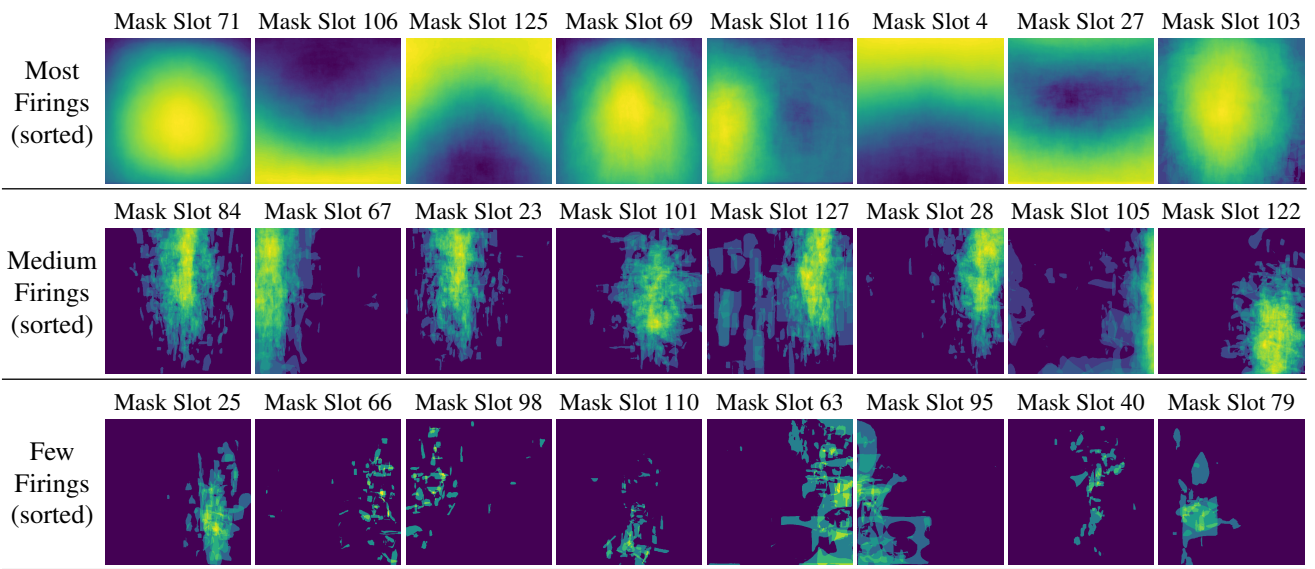 Mask Slot 71 Mask Slot 106 Mask Slot 125 Mask Slot 69 Mask Slot 116 Mask Slot 4 Mask Slot 27 Mask Slot 103
Most
Firings
(sorted)
Mask Slot 84 Mask Slot 67 Mask Slot 23 Mask Slot 101 Mask Slot 127 Mask Slot 28 Mask Slot 105 Mask Slot 122
Medium
Firings
(sorted)
Mask Slot 25 Mask Slot 66 Mask Slot 98 Mask Slot 110 Mask Slot 63 Mask Slot 95 Mask Slot 40 Mask Slot 79
Few
Firings
(sorted)